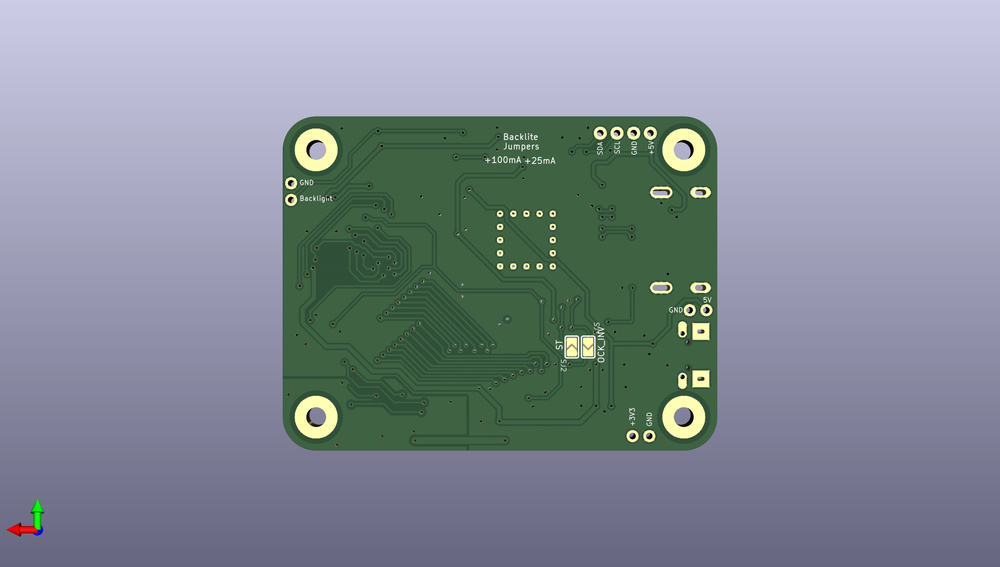 Backlite
Jumpers
+100mA
+25mA
SDA
SCL
GND
+5V
GND
Backlight
5V
GND
ST
+3V3
GND